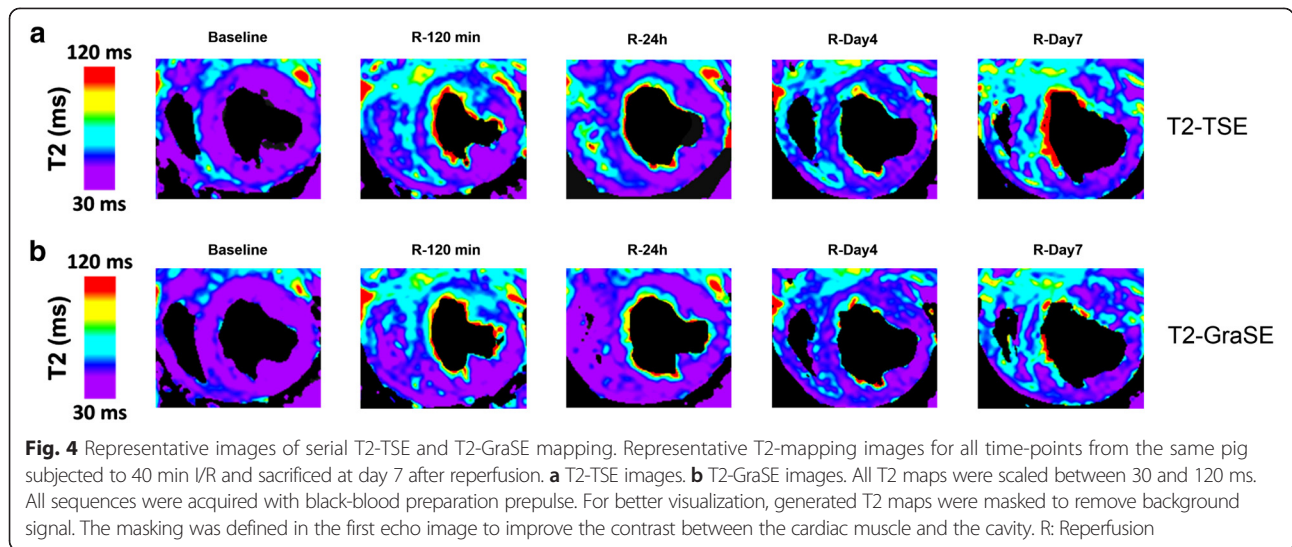 a
120 ms
T2 (ms)
30 ms
Baseline
R-120 min
R-24h
R-Day4
R-Day7
T2-TSE
b
120 ms
T2 (ms)
30 ms
Baseline
R-120 min
R-24h
R-Day4
R-Day7
T2-GraSE
Fig. 4 Representative images of serial T2-TSE and T2-GraSE mapping. Representative T2-mapping images for all time-points from the same pig
subjected to 40 min I/R and sacrificed at day 7 after reperfusion. a T2-TSE images. b T2-GraSE images. All T2 maps were scaled between 30 and 120 ms.
All sequences were acquired with black-blood preparation prepulse. For better visualization, generated T2 maps were masked to remove background
signal. The masking was defined in the first echo image to improve the contrast between the cardiac muscle and the cavity. R: Reperfusion